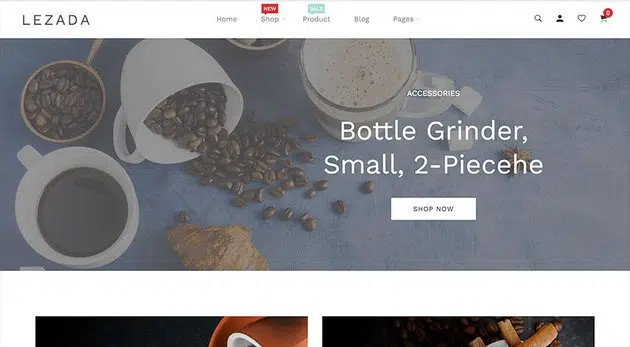 LEZADA
Home
NEW
Shop
SALE
Product
Blog
Pages
0
ACCESSORIES
Bottle Grinder,
Small, 2-Piecehe
SHOP NOW